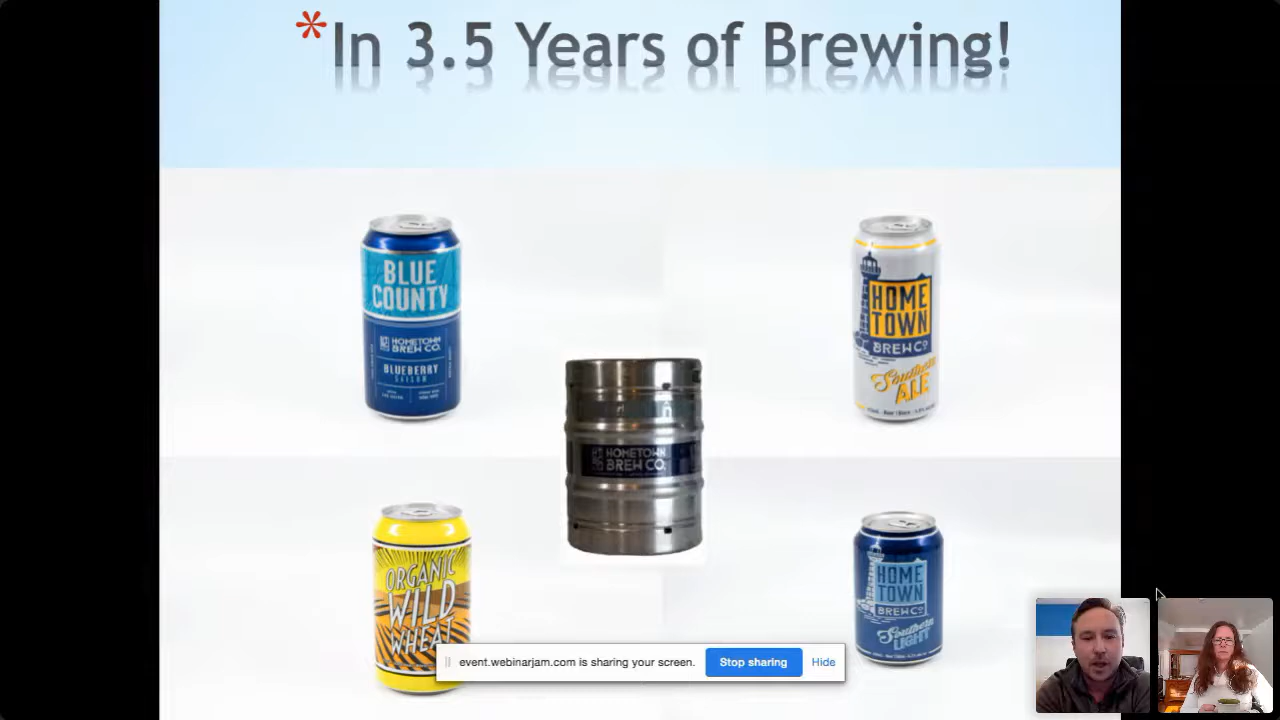 *In 3.5 Years of Brewing!
BLUE
COUNTY
HOMETOWN
BREW CO.
BLUEBERRY
SAISON
HOME
TOWN
BREW CO
Southern
ALE
HOMETOWN
BREW CO.
ORGANIC
WILD
WHEAT
HOME
TOWN
BREW CO
Southern
LIGHT
event.webinarjam.com is sharing your screen.
Stop sharing
Hide